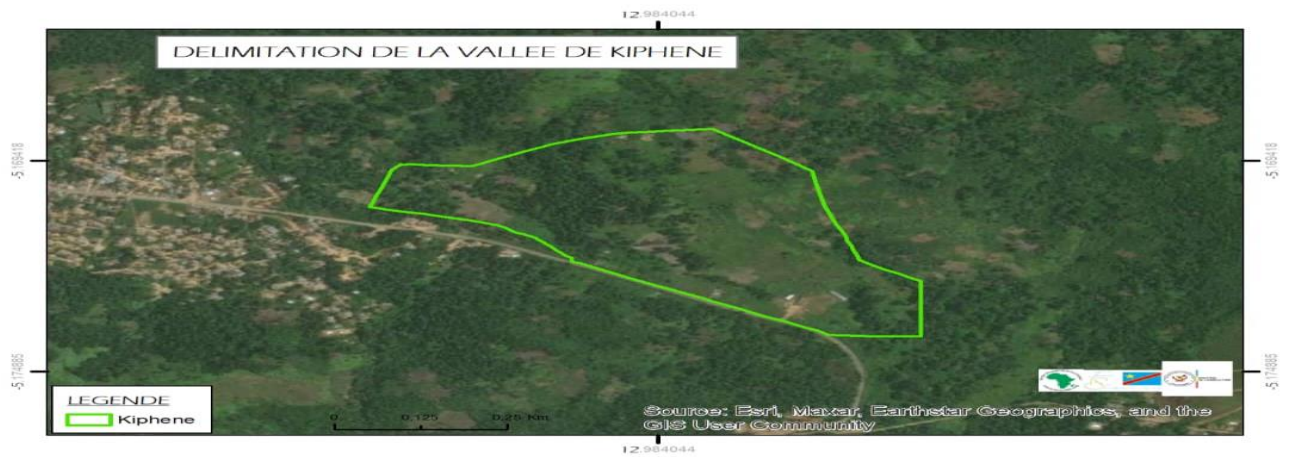 12.984044
DELIMITATION DE LA VALLEE DE KIPHENE
-5.169418
-5.169418
-5.174885
-5.174885
LEGENDE
Kiphene
0 0,125 0,25 Km
Source: Esri, Maxar, Earthstar Geographics, and the
GIS User Community
12.984044